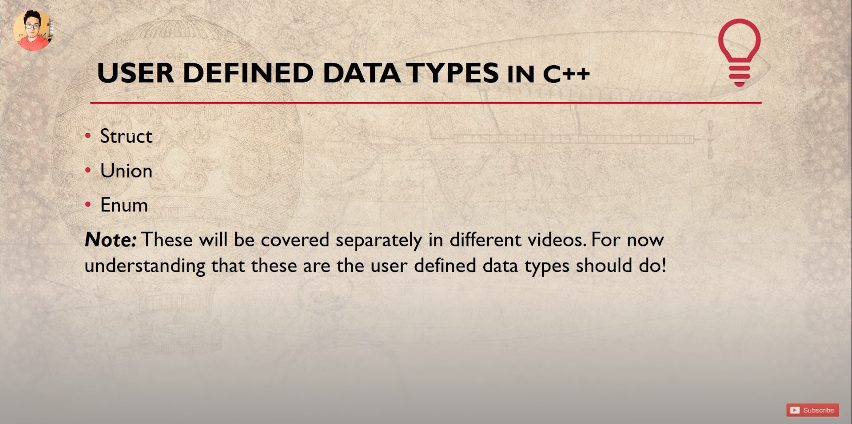 USER DEFINED DATA TYPES IN C++
• Struct
• Union
• Enum
Note: These will be covered separately in different videos. For now
understanding that these are the user defined data types should do!
Subscribe